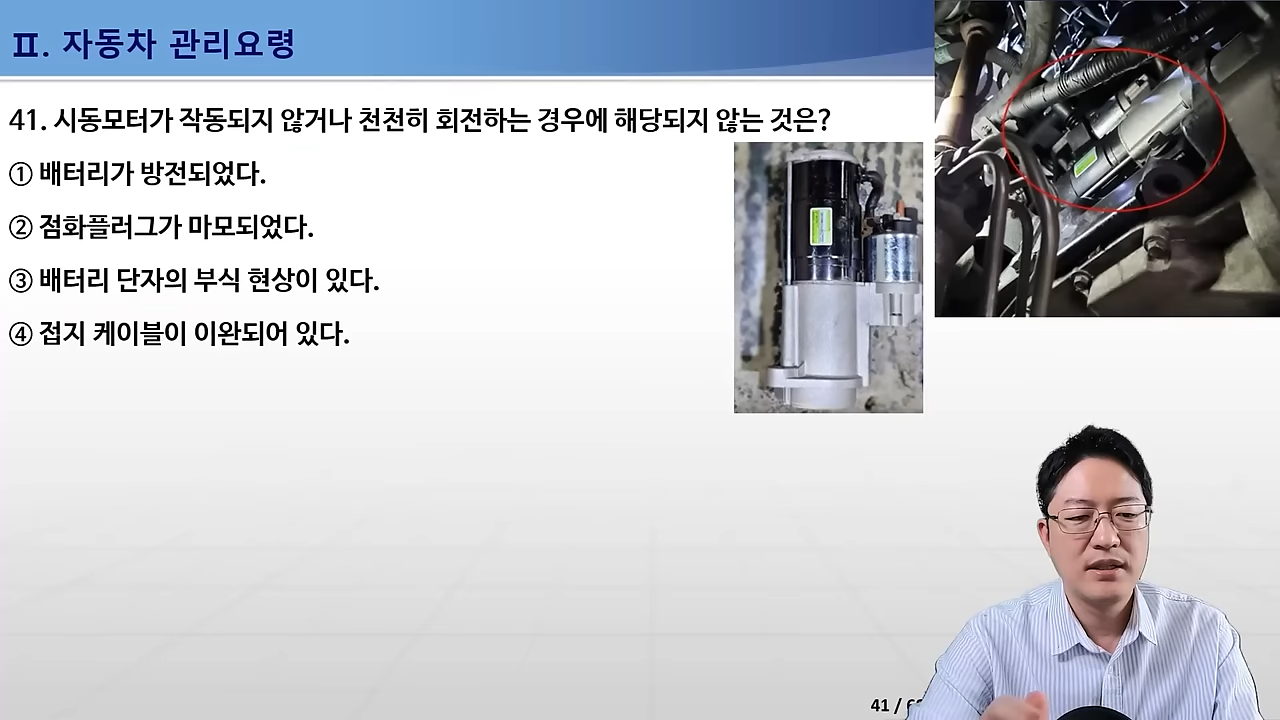 Ⅱ. 자동차 관리요령
41. 시동모터가 작동되지 않거나 천천히 회전하는 경우에 해당되지 않는 것은?
① 배터리가 방전되었다.
② 점화플러그가 마모되었다.
③ 배터리 단자의 부식 현상이 있다.
④ 접지 케이블이 이완되어 있다.
41 /